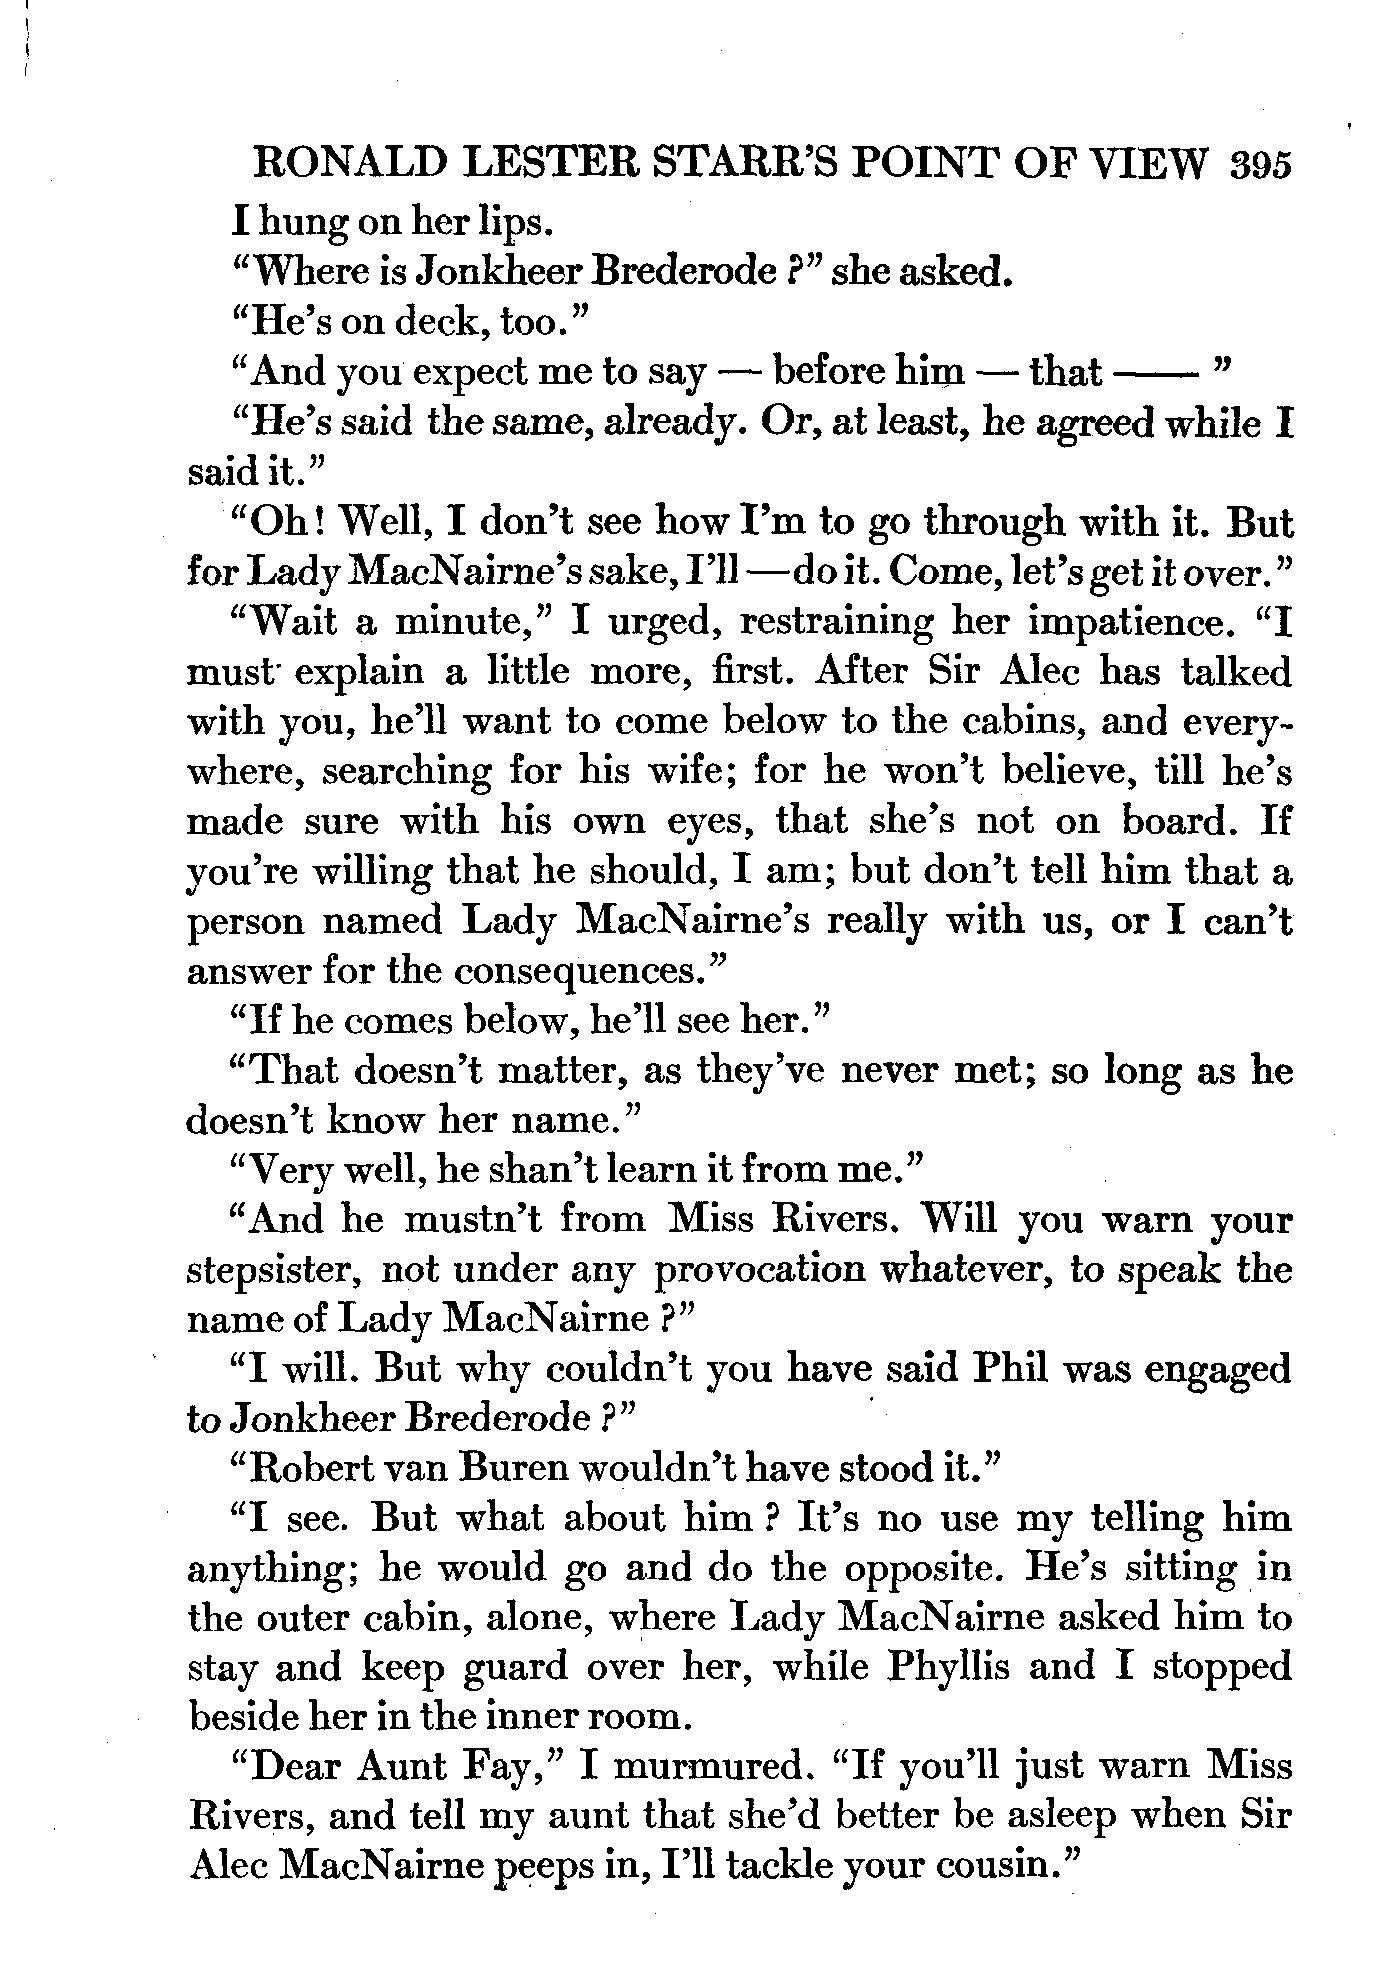 RONALD LESTER STARR'S POINT OF VIEW 395
I hung on her lips.
"Where is Jonkheer Brederode ?" she asked.
"He's on deck, too."
"And you expect me to say — before him — that —— "
"He's said the same, already. Or, at least, he agreed while I
said it."
"Oh! Well, I don't see how I'm to go through with it. But
for Lady MacNairne's sake, I'll — do it. Come, let's get it over."
"Wait a minute," I urged, restraining her impatience. "I
must explain a little more, first. After Sir Alec has talked
with you, he'll want to come below to the cabins, and every-
where, searching for his wife; for he won't believe, till he's
made sure with his own eyes, that she's not on board. If
you're willing that he should, I am; but don't tell him that a
person named Lady MacNairne's really with us, or I can't
answer for the consequences."
"If he comes below, he'll see her."
"That doesn't matter, as they've never met; so long as he
doesn't know her name."
"Very well, he shan't learn it from me."
"And he mustn't from Miss Rivers. Will you warn your
stepsister, not under any provocation whatever, to speak the
name of Lady MacNairne ?"
"I will. But why couldn't you have said Phil was engaged
to Jonkheer Brederode ?"
"Robert van Buren wouldn't have stood it."
"I see. But what about him ? It's no use my telling him
anything; he would go and do the opposite. He's sitting in
the outer cabin, alone, where Lady MacNairne asked him to
stay and keep guard over her, while Phyllis and I stopped
beside her in the inner room.
"Dear Aunt Fay," I murmured. "If you'll just warn Miss
Rivers, and tell my aunt that she'd better be asleep when Sir
Alec MacNairne peeps in, I'll tackle your cousin."